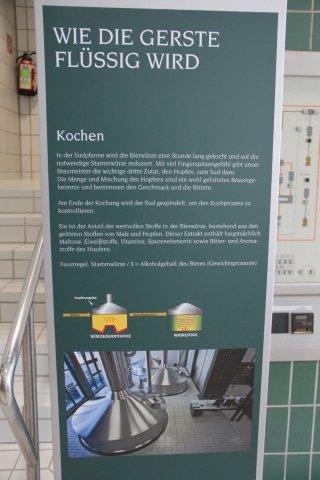 WIE DIE GERSTE
FLÜSSIG WIRD
Kochen
In der Sudpfanne wird die Bierwürze eine Stunde lang gekocht und auf die
notwendige Stammwürze reduziert. Mit viel Fingerspitzengefühl gibt unser
Braumeister die wichtige dritte Zutat, den Hopfen, zum Sud dazu.
Die Menge und Mischung des Hopfens sind ein wohl gehütetes Brauerge-
heimnis und bestimmen den Geschmack und die Bittere.
Am Ende der Kochung wird der Sud gespindelt, um den Kochprozess zu
kontrollieren.
Sie ist der Anteil der wertvollen Stoffe in der Bierwürze, bestehend aus den
gelösten Stoffen von Malz und Hopfen. Dieser Extrakt enthält hauptsächlich
Maltose, Eiweißstoffe, Vitamine, Spurenelemente sowie Bitter- und Aroma-
stoffe des Hopfens.
Faustregel: Stammwürze / 3 = Alkoholgehalt des Bieres (Gewichtsprozente)
Hopfengabe
WÜRZE/SUDPFANNE
WHIRLPOOL